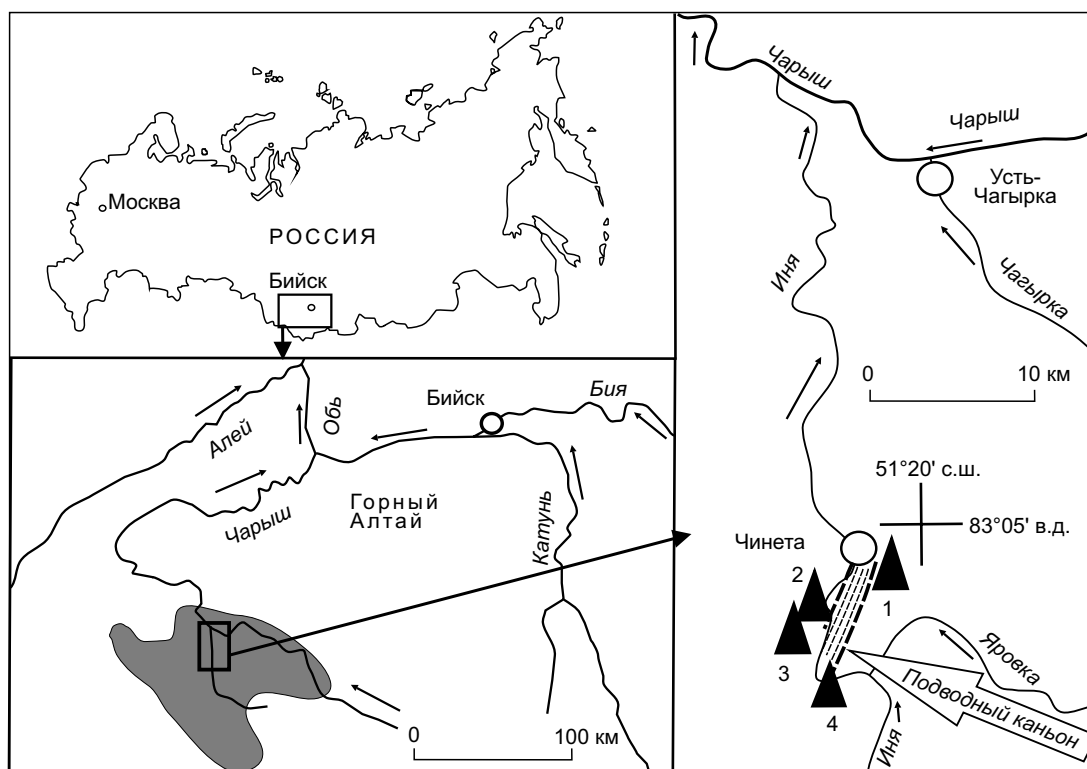 Москва
РОССИЯ
Бийск
Алей
Обь
Бийск
Бия
Чарыш
Горный
Алтай
Катунь
0
100 км
Чарыш
Чарыш
Усть-
Чагырка
Иня
Чагырка
0
10 км
51°20' с.ш.
83°05' в.д.
Чинета
2
1
3
4
Яровка
Подводный каньон
Иня